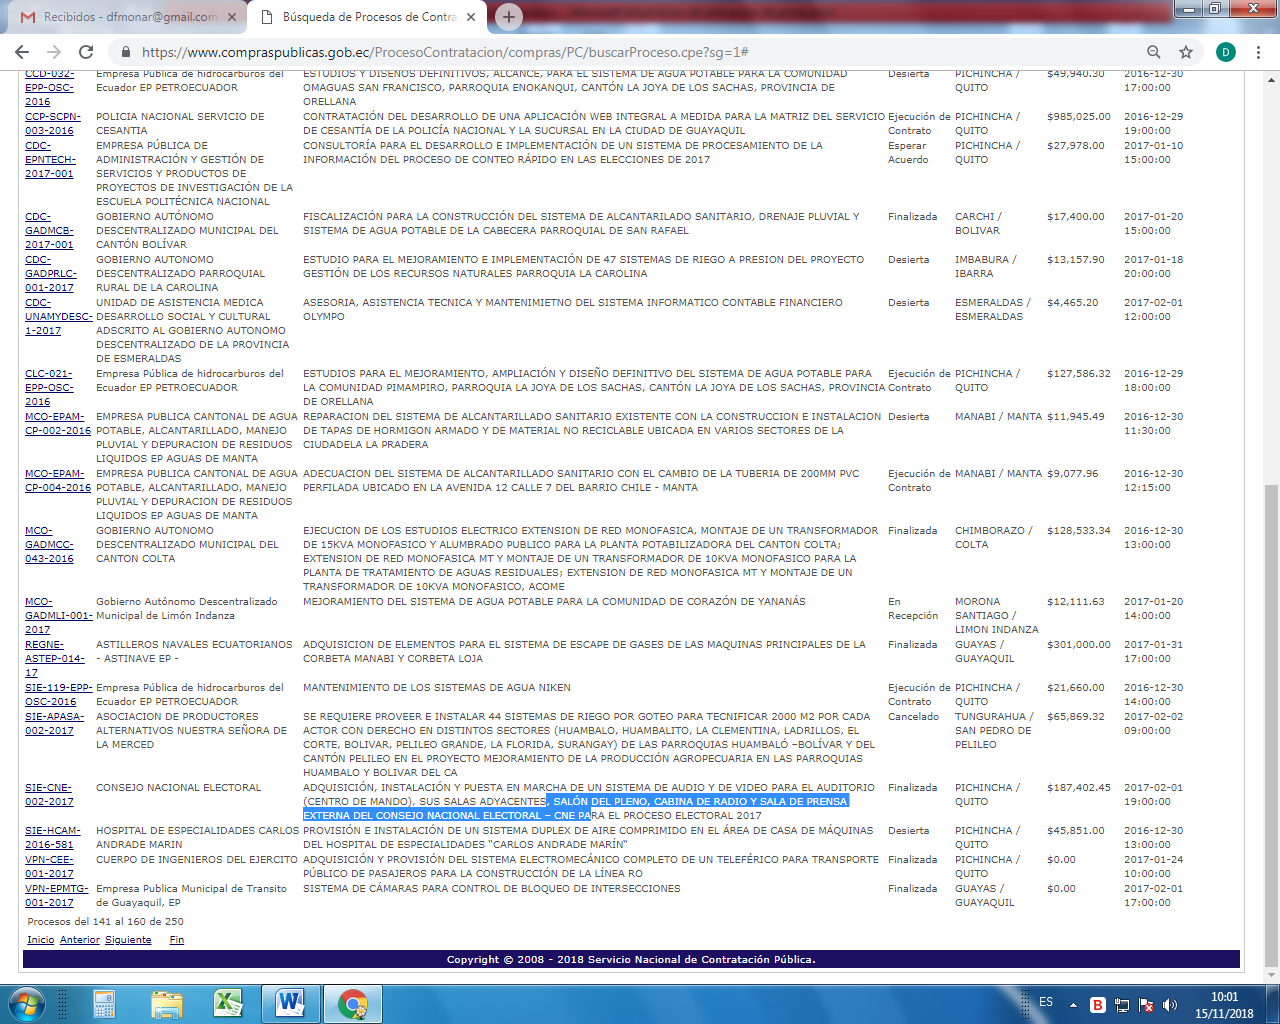 Recibidos - dfmonar@gmail.com
Búsqueda de Procesos de Contra
https://www.compraspublicas.gob.ec/ProcesoContratacion/compras/PC/buscarProceso.cpe?sg=1#
D
CCD-032-EPP-OSC-2016 Empresa Pública de hidrocarburos del Ecuador EP PETROECUADOR ESTUDIOS Y DISEÑOS DEFINITIVOS, ALCANCE, PARA EL SISTEMA DE AGUA POTABLE PARA LA COMUNIDAD OMAGUAS SAN FRANCISCO, PARROQUIA ENOKANQUI, CANTÓN LA JOYA DE LOS SACHAS, PROVINCIA DE ORELLANA Desierta PICHINCHA / QUITO $49,940.30 2016-12-30 17:00:00
CCP-SCPN-003-2016 POLICIA NACIONAL SERVICIO DE CESANTIA CONTRATACIÓN DEL DESARROLLO DE UNA APLICACIÓN WEB INTEGRAL A MEDIDA PARA LA MATRIZ DEL SERVICIO DE CESANTÍA DE LA POLICÍA NACIONAL Y LA SUCURSAL EN LA CIUDAD DE GUAYAQUIL Ejecución de Contrato PICHINCHA / QUITO $985,025.00 2016-12-29 19:00:00
CDC-EPNTECH-2017-001 EMPRESA PÚBLICA DE ADMINISTRACIÓN Y GESTIÓN DE SERVICIOS Y PRODUCTOS DE PROYECTOS DE INVESTIGACIÓN DE LA ESCUELA POLITÉCNICA NACIONAL CONSULTORÍA PARA EL DESARROLLO E IMPLEMENTACIÓN DE UN SISTEMA DE PROCESAMIENTO DE LA INFORMACIÓN DEL PROCESO DE CONTEO RÁPIDO EN LAS ELECCIONES DE 2017 Esperar Acuerdo PICHINCHA / QUITO $27,978.00 2017-01-10 15:00:00
CDC-GADMCB-2017-001 GOBIERNO AUTÓNOMO DESCENTRALIZADO MUNICIPAL DEL CANTÓN BOLÍVAR FISCALIZACIÓN PARA LA CONSTRUCCIÓN DEL SISTEMA DE ALCANTARILADO SANITARIO, DRENAJE PLUVIAL Y SISTEMA DE AGUA POTABLE DE LA CABECERA PARROQUIAL DE SAN RAFAEL Finalizada CARCHI / BOLIVAR $17,400.00 2017-01-20 15:00:00
CDC-GADPRLC-001-2017 GOBIERNO AUTONOMO DESCENTRALIZADO PARROQUIAL RURAL DE LA CAROLINA ESTUDIO PARA EL MEJORAMIENTO E IMPLEMENTACIÓN DE 47 SISTEMAS DE RIEGO A PRESION DEL PROYECTO GESTIÓN DE LOS RECURSOS NATURALES PARROQUIA LA CAROLINA Desierta IMBABURA / IBARRA $13,157.90 2017-01-18 20:00:00
CDC-UNAMYDESC-1-2017 UNIDAD DE ASISTENCIA MEDICA DESARROLLO SOCIAL Y CULTURAL ADSCRITO AL GOBIERNO AUTONOMO DESCENTRALIZADO DE LA PROVINCIA DE ESMERALDAS ASESORIA, ASISTENCIA TECNICA Y MANTENIMIETNO DEL SISTEMA INFORMATICO CONTABLE FINANCIERO OLYMPO Desierta ESMERALDAS / ESMERALDAS $4,465.20 2017-02-01 12:00:00
CLC-021-EPP-OSC-2016 Empresa Pública de hidrocarburos del Ecuador EP PETROECUADOR ESTUDIOS PARA EL MEJORAMIENTO, AMPLIACIÓN Y DISEÑO DEFINITIVO DEL SISTEMA DE AGUA POTABLE PARA LA COMUNIDAD PIMAMPIRO, PARROQUIA LA JOYA DE LOS SACHAS, CANTÓN LA JOYA DE LOS SACHAS, PROVINCIA DE ORELLANA Ejecución de Contrato PICHINCHA / QUITO $127,586.32 2016-12-29 18:00:00
MCO-EPAM-CP-002-2016 EMPRESA PUBLICA CANTONAL DE AGUA POTABLE, ALCANTARILLADO, MANEJO PLUVIAL Y DEPURACION DE RESIDUOS LIQUIDOS EP AGUAS DE MANTA REPARACION DEL SISTEMA DE ALCANTARILLADO SANITARIO EXISTENTE CON LA CONSTRUCCION E INSTALACION DE TAPAS DE HORMIGON ARMADO Y DE MATERIAL NO RECICLABLE UBICADA EN VARIOS SECTORES DE LA CIUDADELA LA PRADERA Desierta MANABI / MANTA $11,945.49 2016-12-30 11:30:00
MCO-EPAM-CP-004-2016 EMPRESA PUBLICA CANTONAL DE AGUA POTABLE, ALCANTARILLADO, MANEJO PLUVIAL Y DEPURACION DE RESIDUOS LIQUIDOS EP AGUAS DE MANTA ADECUACION DEL SISTEMA DE ALCANTARILLADO SANITARIO CON EL CAMBIO DE LA TUBERIA DE 200MM PVC PERFILADA UBICADO EN LA AVENIDA 12 CALLE 7 DEL BARRIO CHILE - MANTA Ejecución de Contrato MANABI / MANTA $9,077.96 2016-12-30 12:15:00
MCO-GADMCC-043-2016 GOBIERNO AUTONOMO DESCENTRALIZADO MUNICIPAL DEL CANTON COLTA EJECUCION DE LOS ESTUDIOS ELECTRICO EXTENSION DE RED MONOFASICA, MONTAJE DE UN TRANSFORMADOR DE 15KVA MONOFASICO Y ALUMBRADO PUBLICO PARA LA PLANTA POTABILIZADORA DEL CANTON COLTA; EXTENSION DE RED MONOFASICA MT Y MONTAJE DE UN TRANSFORMADOR DE 10KVA MONOFASICO PARA LA PLANTA DE TRATAMIENTO DE AGUAS RESIDUALES; EXTENSION DE RED MONOFASICA MT Y MONTAJE DE UN TRANSFORMADOR DE 10KVA MONOFASICO, ACOME Finalizada CHIMBORAZO / COLTA $128,533.34 2016-12-30 13:00:00
MCO-GADMLI-001-2017 Gobierno Autónomo Descentralizado Municipal de Limón Indanza MEJORAMIENTO DEL SISTEMA DE AGUA POTABLE PARA LA COMUNIDAD DE CORAZÓN DE YANANÁS En Recepción MORONA SANTIAGO / LIMON INDANZA $12,111.63 2017-01-20 14:00:00
REGNE-ASTEP-014-17 ASTILLEROS NAVALES ECUATORIANOS - ASTINAVE EP - ADQUISICION DE ELEMENTOS PARA EL SISTEMA DE ESCAPE DE GASES DE LAS MAQUINAS PRINCIPALES DE LA CORBETA MANABI Y CORBETA LOJA Finalizada GUAYAS / GUAYAQUIL $301,000.00 2017-01-31 17:00:00
SIE-119-EPP-OSC-2016 Empresa Pública de hidrocarburos del Ecuador EP PETROECUADOR MANTENIMIENTO DE LOS SISTEMAS DE AGUA NIKEN Ejecución de Contrato PICHINCHA / QUITO $21,660.00 2016-12-30 14:00:00
SIE-APASA-002-2017 ASOCIACION DE PRODUCTORES ALTERNATIVOS NUESTRA SEÑORA DE LA MERCED SE REQUIERE PROVEER E INSTALAR 44 SISTEMAS DE RIEGO POR GOTEO PARA TECNIFICAR 2000 M2 POR CADA ACTOR CON DERECHO EN DISTINTOS SECTORES (HUAMBALO, HUAMBALITO, LA CLEMENTINA, LADRILLOS, EL CORTE, BOLIVAR, PELILEO GRANDE, LA FLORIDA, SURANGAY) DE LAS PARROQUIAS HUAMBALÓ –BOLÍVAR Y DEL CANTÓN PELILEO EN EL PROYECTO MEJORAMIENTO DE LA PRODUCCIÓN AGROPECUARIA EN LAS PARROQUIAS HUAMBALO Y BOLIVAR DEL CA Cancelado TUNGURAHUA / SAN PEDRO DE PELILEO $65,869.32 2017-02-02 09:00:00
SIE-CNE-002-2017 CONSEJO NACIONAL ELECTORAL ADQUISICIÓN, INSTALACIÓN Y PUESTA EN MARCHA DE UN SISTEMA DE AUDIO Y DE VIDEO PARA EL AUDITORIO (CENTRO DE MANDO), SUS SALAS ADYACENTES, SALÓN DEL PLENO, CABINA DE RADIO Y SALA DE PRENSA EXTERNA DEL CONSEJO NACIONAL ELECTORAL – CNE PARA EL PROCESO ELECTORAL 2017 Finalizada PICHINCHA / QUITO $187,402.45 2017-02-01 19:00:00
SIE-HCAM-2016-581 HOSPITAL DE ESPECIALIDADES CARLOS ANDRADE MARIN PROVISIÓN E INSTALACIÓN DE UN SISTEMA DUPLEX DE AIRE COMPRIMIDO EN EL ÁREA DE CASA DE MÁQUINAS DEL HOSPITAL DE ESPECIALIDADES "CARLOS ANDRADE MARÍN" Desierta PICHINCHA / QUITO $45,851.00 2016-12-30 13:00:00
VPN-CEE-001-2017 CUERPO DE INGENIEROS DEL EJERCITO ADQUISICIÓN Y PROVISIÓN DEL SISTEMA ELECTROMECÁNICO COMPLETO DE UN TELEFÉRICO PARA TRANSPORTE PÚBLICO DE PASAJEROS PARA LA CONSTRUCCIÓN DE LA LÍNEA RO Finalizada PICHINCHA / QUITO $0.00 2017-01-24 10:00:00
VPN-EPMTG-001-2017 Empresa Publica Municipal de Transito de Guayaquil, EP SISTEMA DE CÁMARAS PARA CONTROL DE BLOQUEO DE INTERSECCIONES Finalizada GUAYAS / GUAYAQUIL $0.00 2017-02-01 17:00:00
Procesos del 141 al 160 de 250
Inicio Anterior Siguiente Fin
Copyright © 2008 - 2018 Servicio Nacional de Contratación Pública.
ES
10:01
15/11/2018